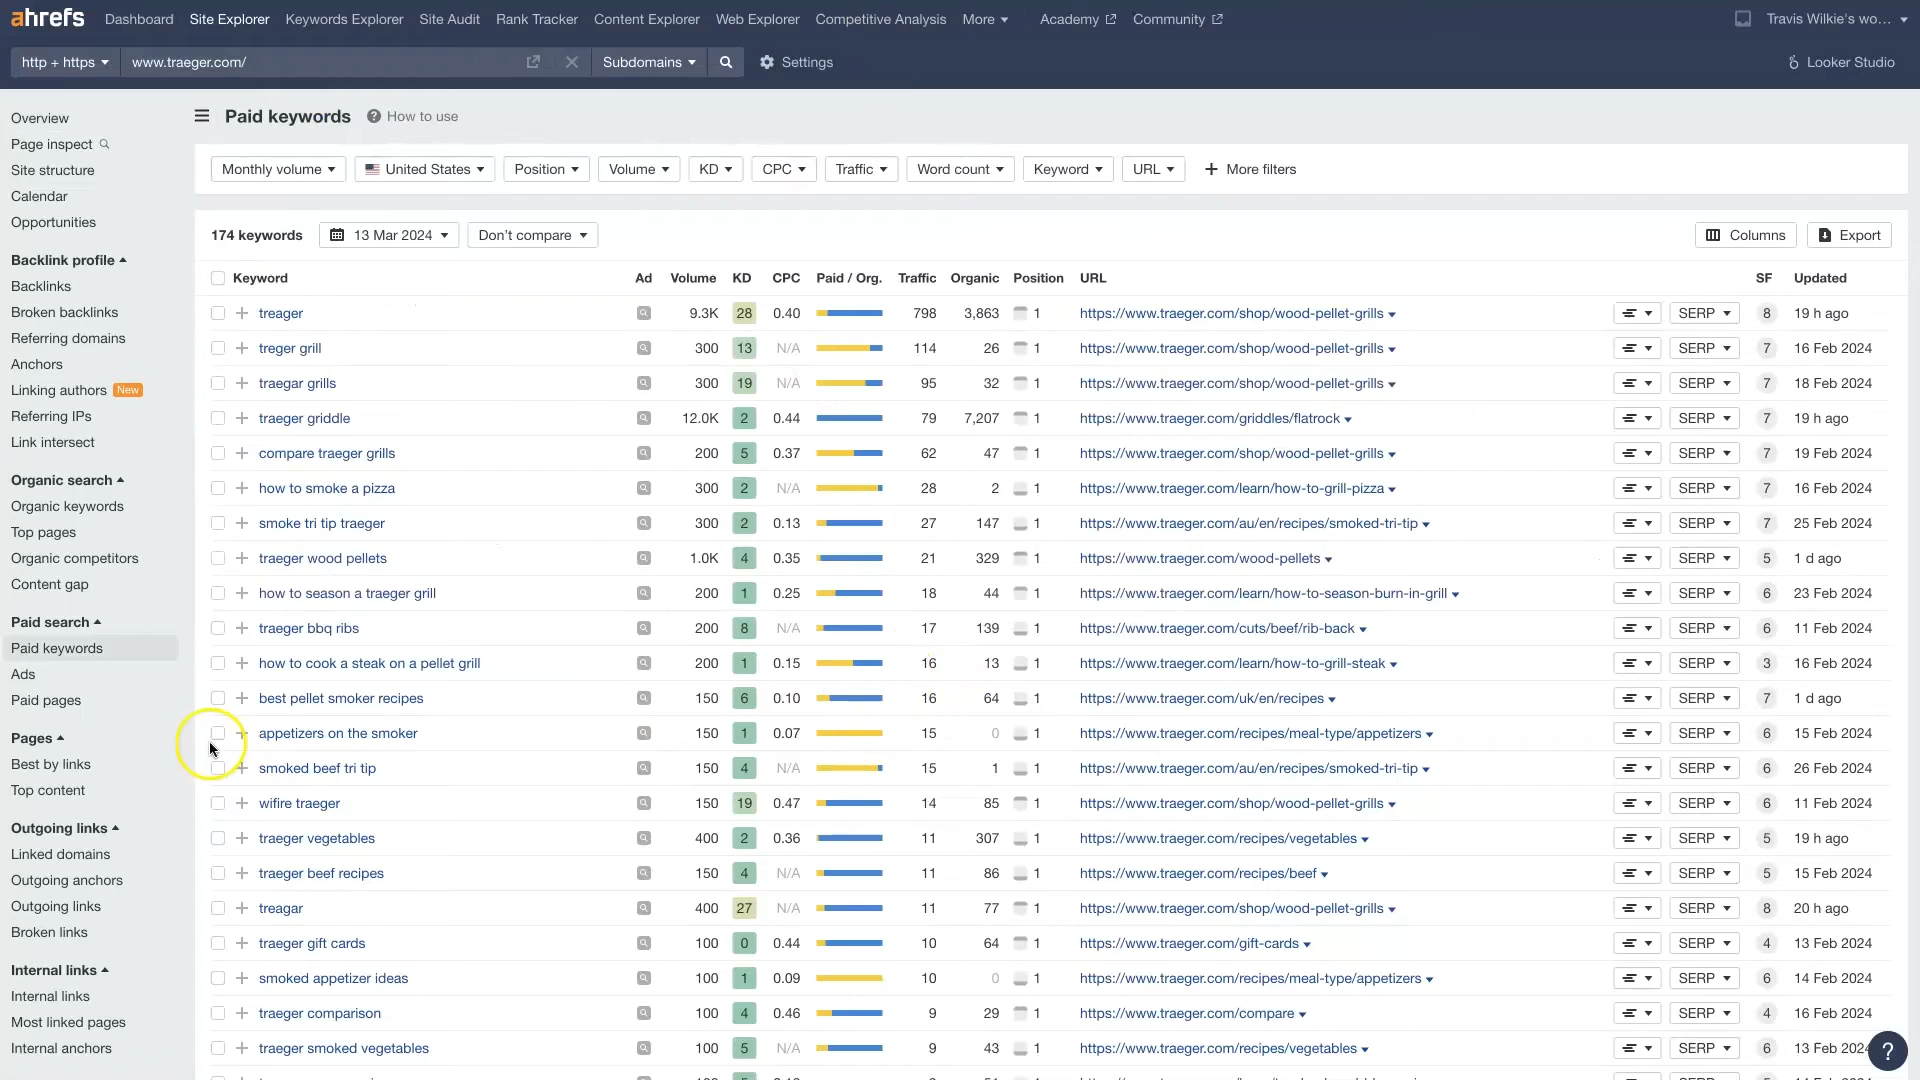 ahrefs Dashboard Site Explorer Keywords Explorer Site Audit Rank Tracker Content Explorer Web Explorer Competitive Analysis More Academy Community Travis Wilkie's wo...
http + https www.traeger.com/ Subdomains Settings Looker Studio
Overview
Page inspect
Site structure
Calendar
Opportunities
Backlink profile
Backlinks
Broken backlinks
Referring domains
Anchors
Linking authors New
Referring IPs
Link intersect
Organic search
Organic keywords
Top pages
Organic competitors
Content gap
Paid search
Paid keywords
Ads
Paid pages
Pages
Best by links
Top content
Outgoing links
Linked domains
Outgoing anchors
Outgoing links
Broken links
Internal links
Internal links
Most linked pages
Internal anchors
Paid keywords ? How to use
Monthly volume United States Position Volume KD CPC Traffic Word count Keyword URL + More filters
174 keywords 13 Mar 2024 Don't compare Columns Export
Keyword Ad Volume KD CPC Paid / Org. Traffic Organic Position URL SF Updated
treager 9.3K 28 0.40 798 3,863 1 https://www.traeger.com/shop/wood-pellet-grills SERP 8 19 h ago
treger grill 300 13 N/A 114 26 1 https://www.traeger.com/shop/wood-pellet-grills SERP 7 16 Feb 2024
traegar grills 300 19 N/A 95 32 1 https://www.traeger.com/shop/wood-pellet-grills SERP 7 18 Feb 2024
traeger griddle 12.0K 2 0.44 79 7,207 1 https://www.traeger.com/griddles/flatrock SERP 7 19 h ago
compare traeger grills 200 5 0.37 62 47 1 https://www.traeger.com/shop/wood-pellet-grills SERP 7 19 Feb 2024
how to smoke a pizza 300 2 N/A 28 2 1 https://www.traeger.com/learn/how-to-grill-pizza SERP 7 16 Feb 2024
smoke tri tip traeger 300 2 0.13 27 147 1 https://www.traeger.com/au/en/recipes/smoked-tri-tip SERP 7 25 Feb 2024
traeger wood pellets 1.0K 4 0.35 21 329 1 https://www.traeger.com/wood-pellets SERP 5 1 d ago
how to season a traeger grill 200 1 0.25 18 44 1 https://www.traeger.com/learn/how-to-season-burn-in-grill SERP 6 23 Feb 2024
traeger bbq ribs 200 8 N/A 17 139 1 https://www.traeger.com/cuts/beef/rib-back SERP 6 11 Feb 2024
how to cook a steak on a pellet grill 200 1 0.15 16 13 1 https://www.traeger.com/learn/how-to-grill-steak SERP 3 16 Feb 2024
best pellet smoker recipes 150 6 0.10 16 64 1 https://www.traeger.com/uk/en/recipes SERP 7 1 d ago
appetizers on the smoker 150 1 0.07 15 0 1 https://www.traeger.com/recipes/meal-type/appetizers SERP 6 15 Feb 2024
smoked beef tri tip 150 4 N/A 15 1 1 https://www.traeger.com/au/en/recipes/smoked-tri-tip SERP 6 26 Feb 2024
wifire traeger 150 19 0.47 14 85 1 https://www.traeger.com/shop/wood-pellet-grills SERP 6 11 Feb 2024
traeger vegetables 400 2 0.36 11 307 1 https://www.traeger.com/recipes/vegetables SERP 5 19 h ago
traeger beef recipes 150 4 N/A 11 86 1 https://www.traeger.com/recipes/beef SERP 5 15 Feb 2024
treagar 400 27 N/A 11 77 1 https://www.traeger.com/shop/wood-pellet-grills SERP 8 20 h ago
traeger gift cards 100 0 0.44 10 64 1 https://www.traeger.com/gift-cards SERP 4 13 Feb 2024
smoked appetizer ideas 100 1 0.09 10 0 1 https://www.traeger.com/recipes/meal-type/appetizers SERP 6 14 Feb 2024
traeger comparison 100 4 0.46 9 29 1 https://www.traeger.com/compare SERP 4 16 Feb 2024
traeger smoked vegetables 100 5 N/A 9 43 1 https://www.traeger.com/recipes/vegetables SERP 6 13 Feb 2024
?